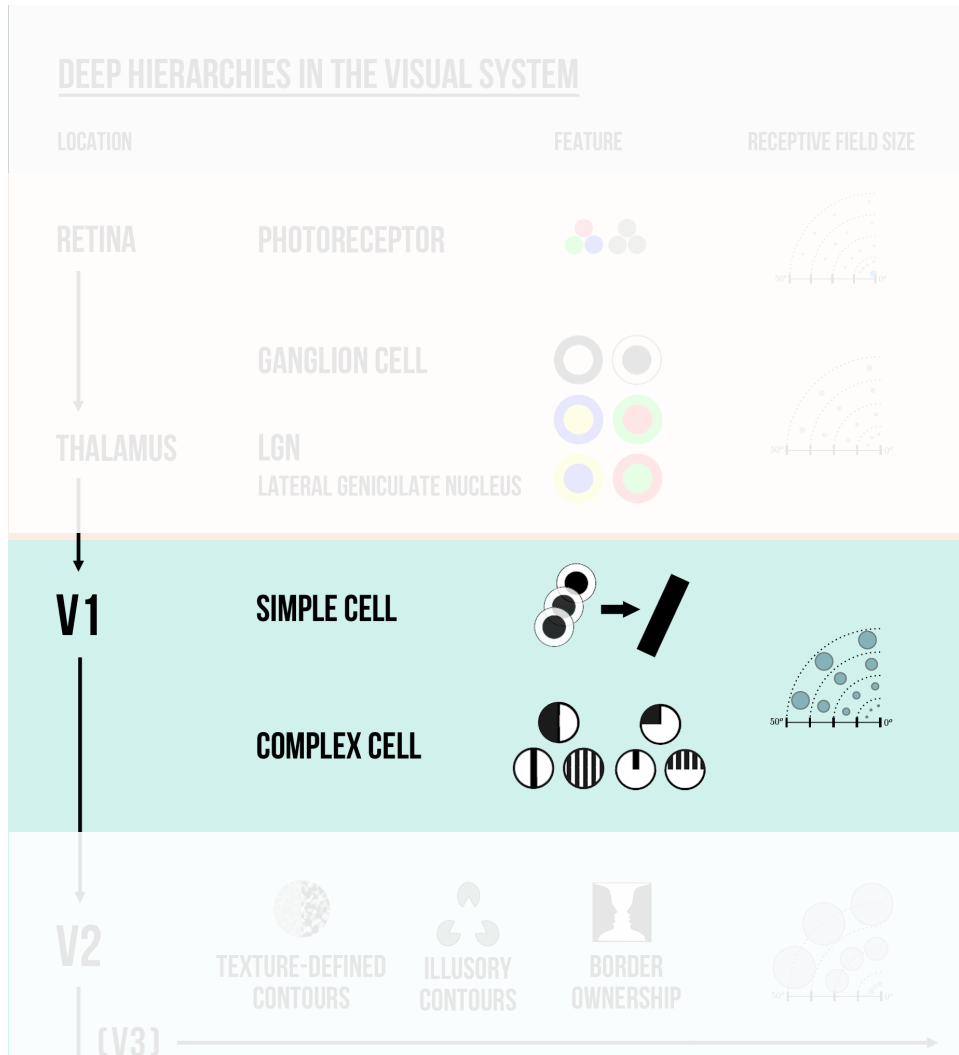 DEEP HIERARCHIES IN THE VISUAL SYSTEM
LOCATION FEATURE RECEPTIVE FIELD SIZE
RETINA PHOTORECEPTOR
50° 0°
GANGLION CELL
THALAMUS LGN
50° 0°
LATERAL GENICULATE NUCLEUS
V1 SIMPLE CELL
50° 0°
COMPLEX CELL
V2
TEXTURE-DEFINED CONTOURS
ILLUSORY CONTOURS
BORDER OWNERSHIP
50° 0°
(V3)